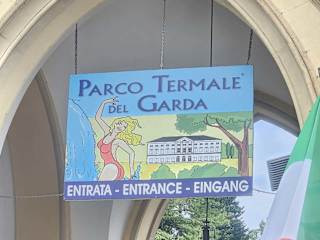 PARCO TERMALE®
DEL GARDA
ENTRATA - ENTRANCE - EINGANG